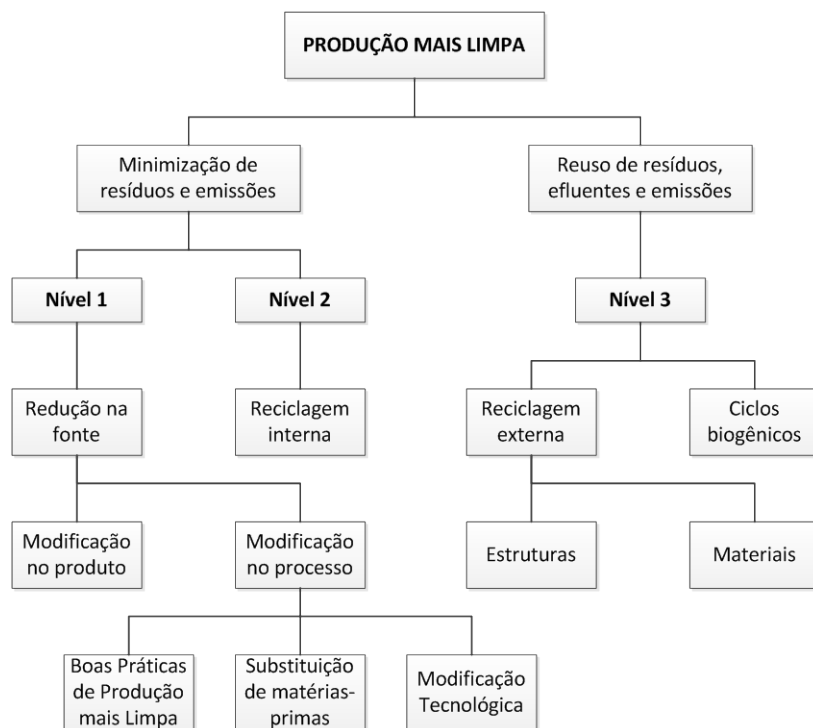 PRODUÇÃO MAIS LIMPA
Minimização de
resíduos e emissões
Reuso de resíduos,
efluentes e emissões
Nível 1
Nível 2
Nível 3
Redução na
fonte
Reciclagem
interna
Reciclagem
externa
Ciclos
biogênicos
Modificação
no produto
Modificação
no processo
Estruturas
Materiais
Boas Práticas
de Produção
mais Limpa
Substituição
de matérias-
primas
Modificação
Tecnológica